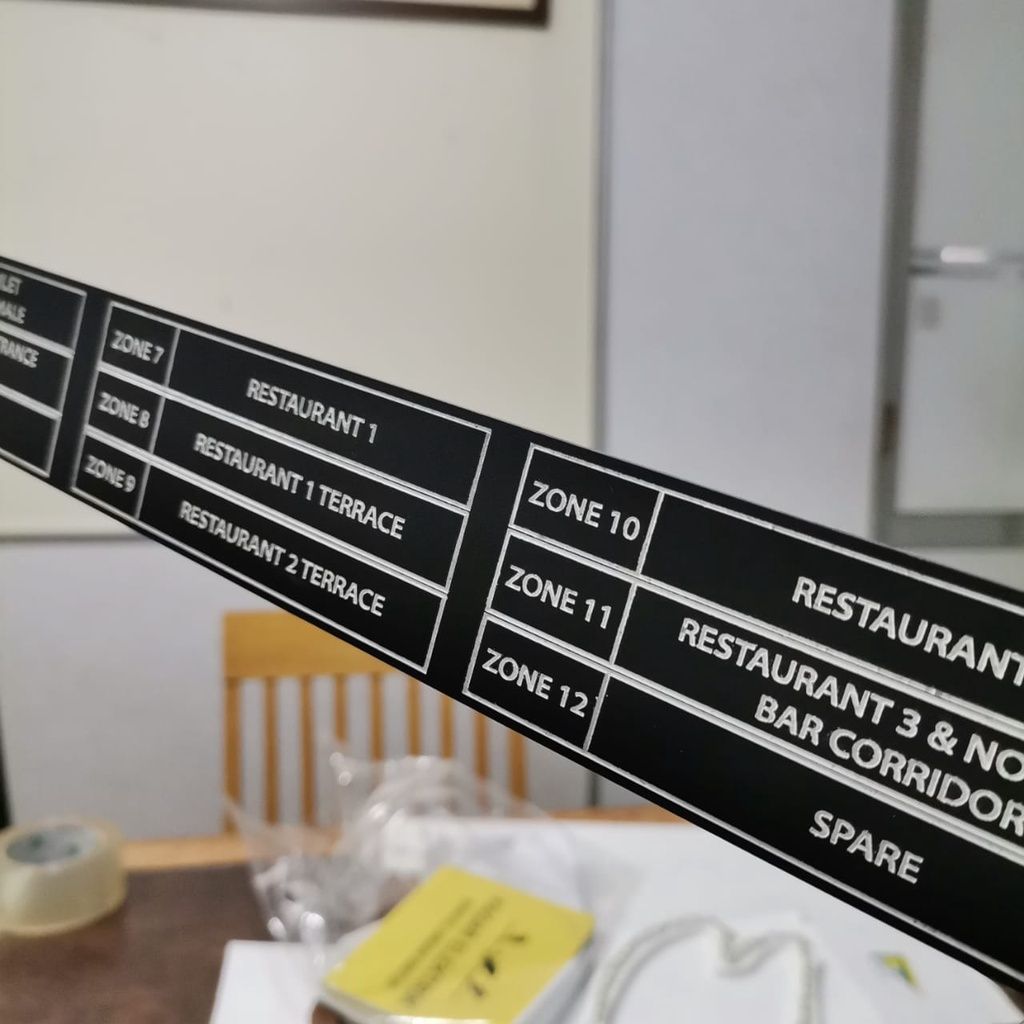 ZONE 7
RESTAURANT 1
ZONE 8
RESTAURANT 1 TERRACE
ZONE 9
RESTAURANT 2 TERRACE
ZONE 10
RESTAURANT
ZONE 11
RESTAURANT 3 & NO
BAR CORRIDOR
ZONE 12
SPARE